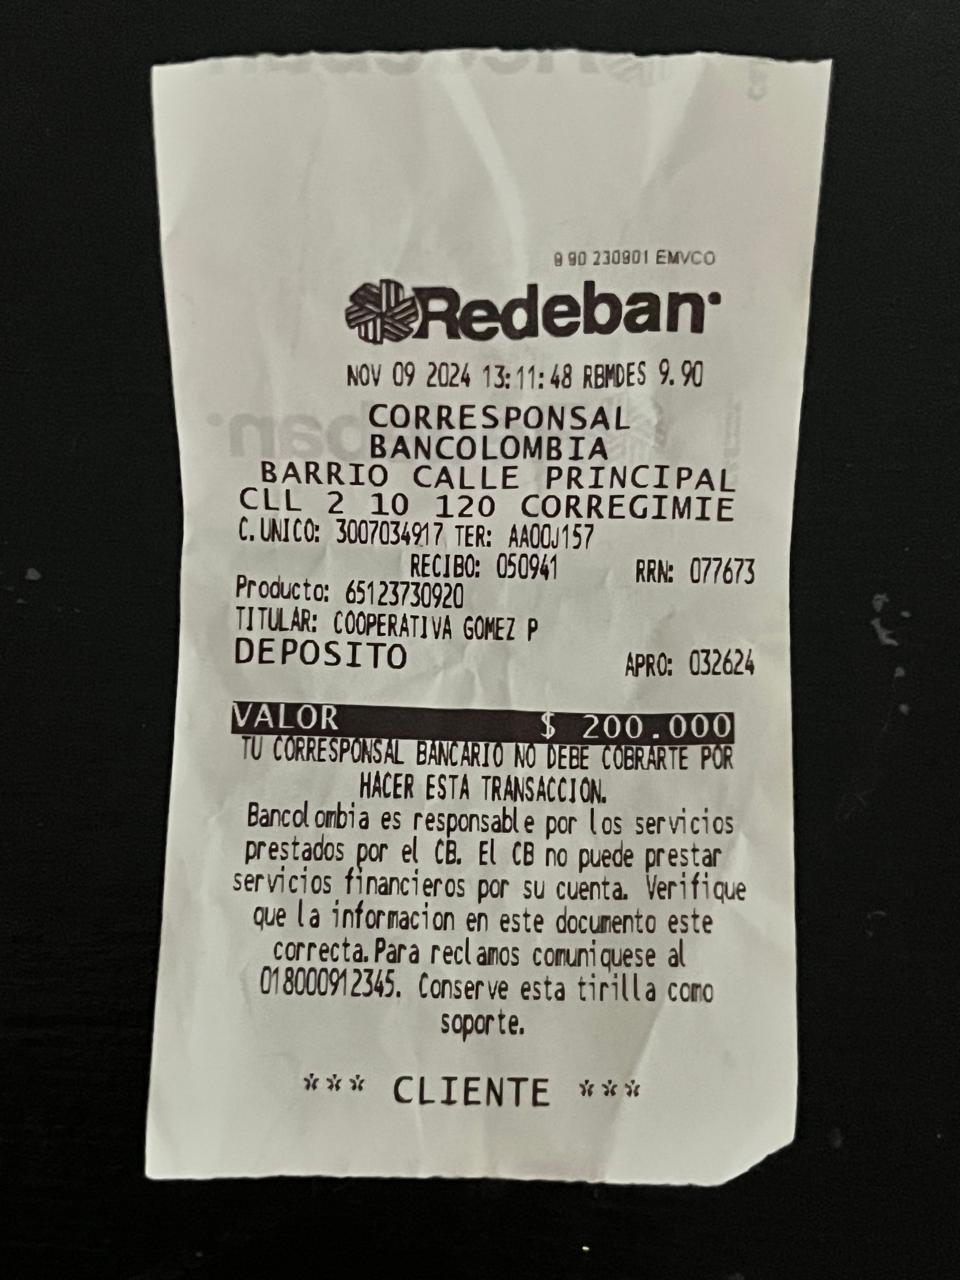 9 90 230901 EMVCO
Redeban
NOV 09 2024 13:11:48 RBMDES 9.90
CORRESPONSAL
BANCOLOMBIA
BARRIO CALLE PRINCIPAL
CLL 2 10 120 CORREGIMIE
C.UNICO: 3007034917 TER: AA00J157
RECIBO: 050941 RRN: 077673
Producto: 65123730920
TITULAR: COOPERATIVA GOMEZ P
DEPOSITO APRO: 032624
VALOR $ 200.000
TU CORRESPONSAL BANCARIO NO DEBE COBRARTE POR
HACER ESTA TRANSACCION.
Bancolombia es responsable por los servicios
prestados por el CB. El CB no puede prestar
servicios financieros por su cuenta. Verifique
que la informacion en este documento este
correcta.Para reclamos comuniquese al
018000912345. Conserve esta tirilla como
soporte.
*** CLIENTE ***